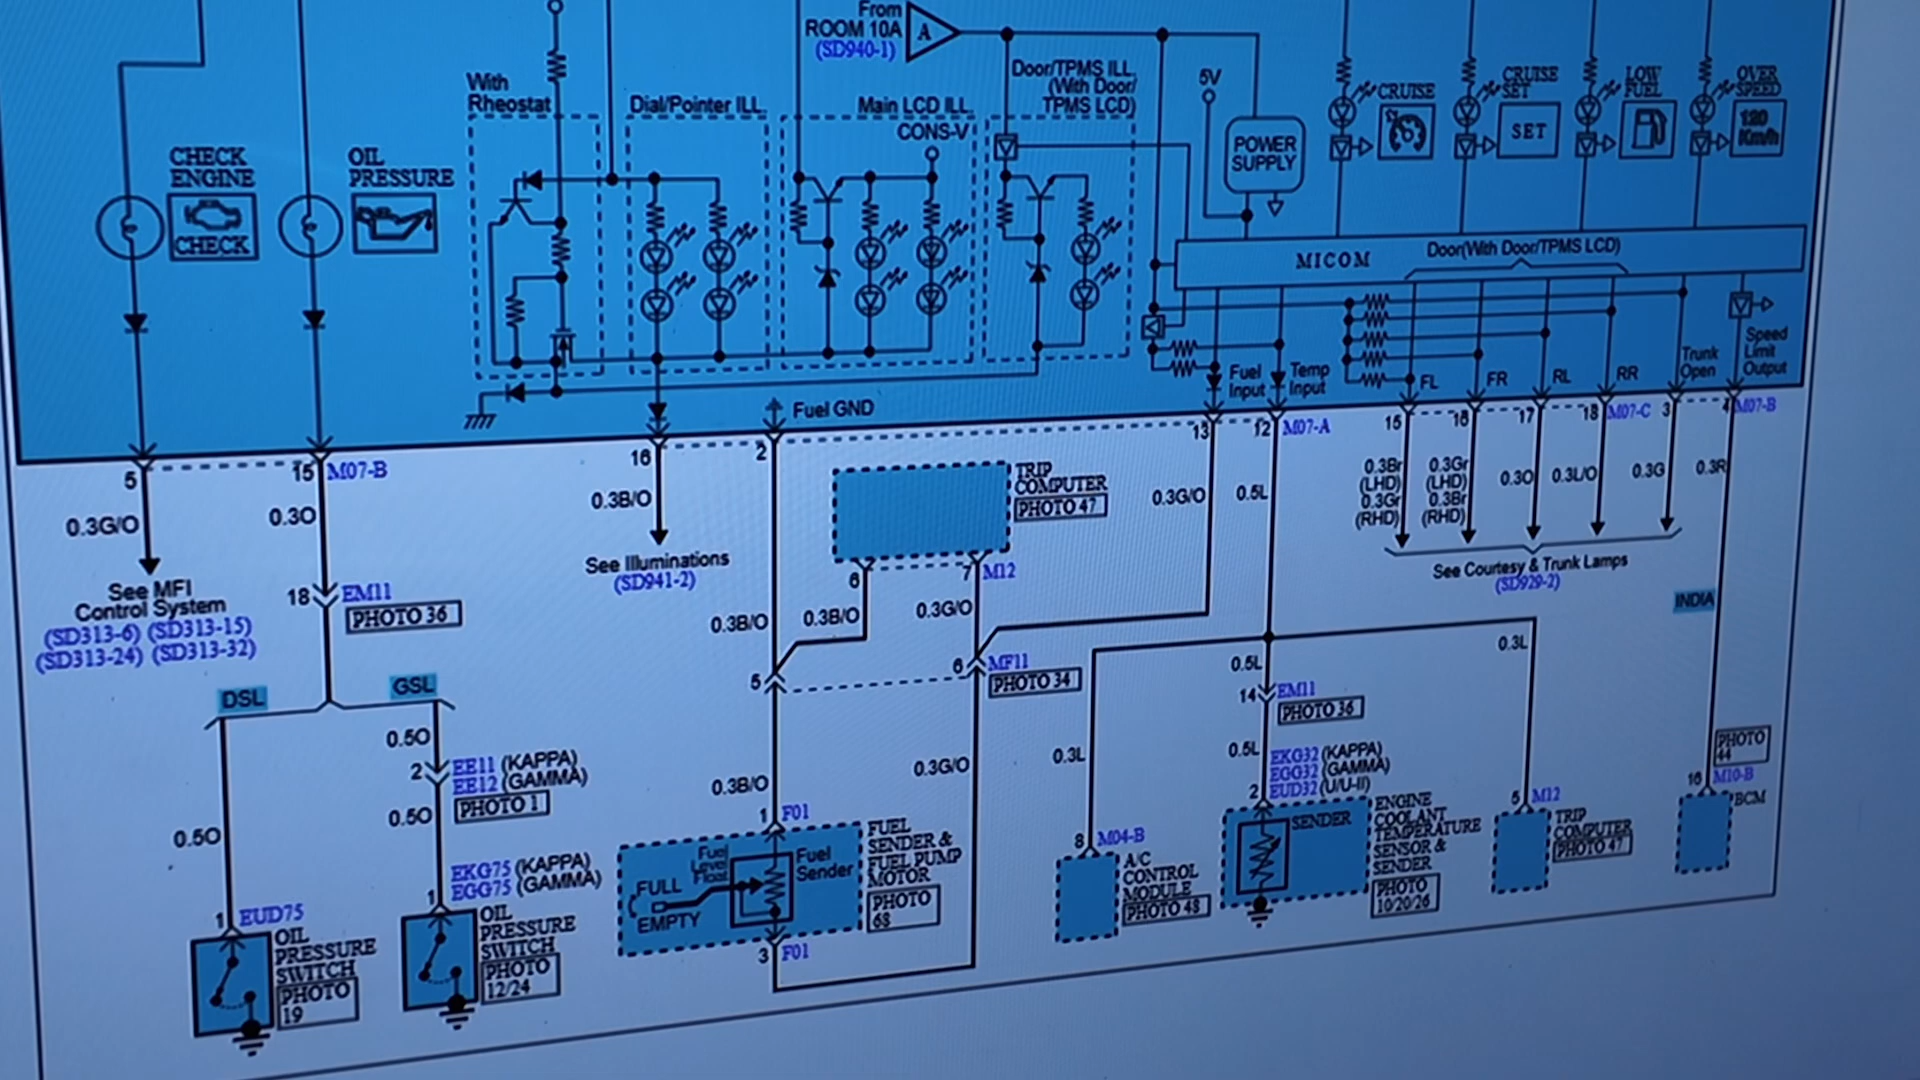 From
ROOM 10A
(SD940-1)
A
With
Rheostat
Dial/Pointer ILL.
Main LCD ILL.
CONS-V
Door/TPMS ILL.
(With Door/
TPMS LCD)
5V
POWER
SUPPLY
CRUISE
CRUISE
SET
SET
LOW
FUEL
OVER
SPEED
120
Km/h
CHECK
ENGINE
CHECK
OIL
PRESSURE
MICOM
Door(With Door/TPMS LCD)
Fuel
Input
Temp
Input
FL
FR
RL
RR
Trunk
Open
Speed
Limit
Output
Fuel GND
5
15
M07-B
16
2
13
12
M07-A
15
16
17
18
M07-C
3
4
M07-B
0.3G/O
0.3O
0.3B/O
TRIP
COMPUTER
PHOTO 47
0.3G/O
0.5L
0.3Br
(LHD)
0.3Gr
(RHD)
0.3Gr
(LHD)
0.3Br
(RHD)
0.3O
0.3L/O
0.3G
0.3R
See MFI
Control System
(SD313-6) (SD313-15)
(SD313-24) (SD313-32)
18
EM11
PHOTO 36
See Illuminations
(SD941-2)
6
7
M12
0.3B/O
0.3B/O
0.3G/O
See Courtesy & Trunk Lamps
(SD929-2)
INDIA
DSL
GSL
5
6
MF11
PHOTO 34
0.5L
0.3L
14
EM11
PHOTO 36
0.5O
2
EE11 (KAPPA)
EE12 (GAMMA)
PHOTO 1
0.5O
0.5O
0.3B/O
0.3G/O
0.3L
0.5L
EKG32 (KAPPA)
EGG32 (GAMMA)
EUD32 (U/U-II)
2
PHOTO
44
16
M10-B
BCM
1
F01
FUEL
SENDER &
FUEL PUMP
MOTOR
PHOTO
68
Fuel
Level
Float
Fuel
Sender
FULL
EMPTY
3
F01
8
M04-B
A/C
CONTROL
MODULE
PHOTO 48
SENDER
ENGINE
COOLANT
TEMPERATURE
SENSOR &
SENDER
PHOTO
10/20/26
5
M12
TRIP
COMPUTER
PHOTO 47
EKG75 (KAPPA)
EGG75 (GAMMA)
1
OIL
PRESSURE
SWITCH
PHOTO
12/24
1
EUD75
OIL
PRESSURE
SWITCH
PHOTO
19